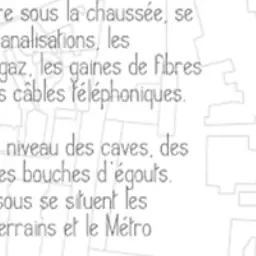 re sous la chaussée, se
analisations, les
gaz, les gaines de fibres
s câbles téléphoniques.
niveau des caves, des
es bouches d'égouts.
sous se situent les
errains et le Métro